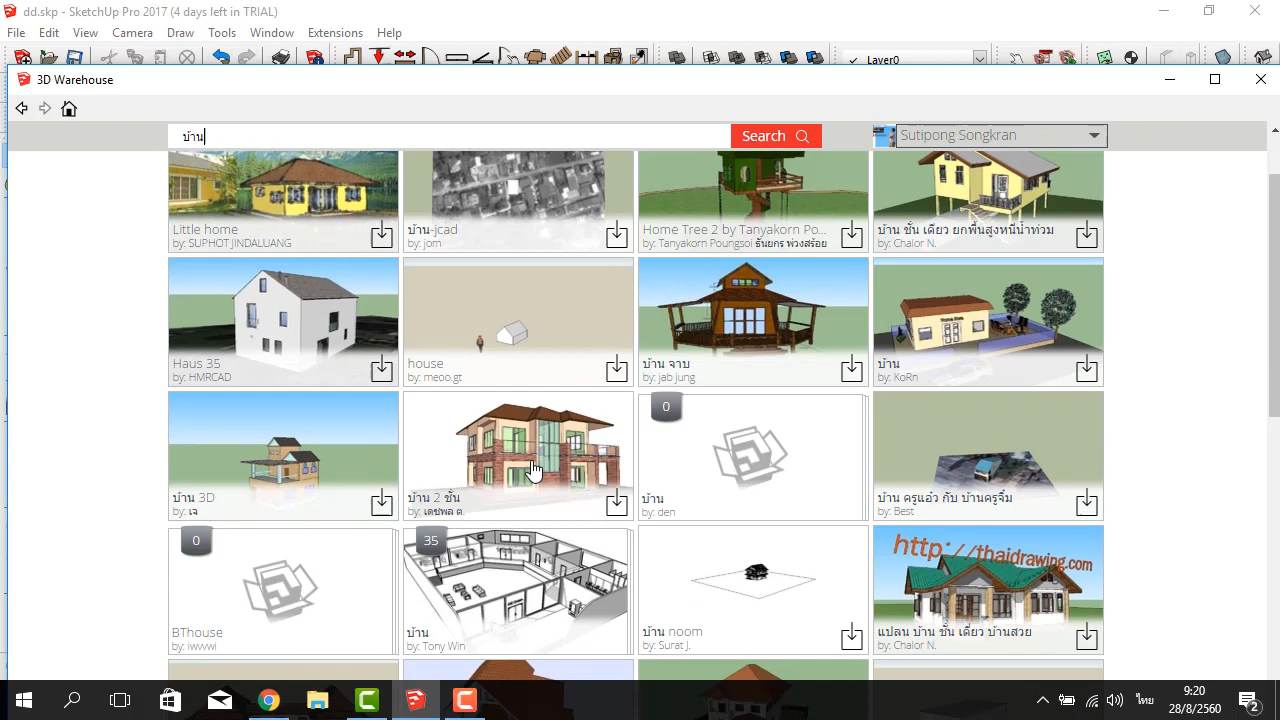 dd.skp - SketchUp Pro 2017 (4 days left in TRIAL)
File Edit View Camera Draw Tools Window Extensions Help
Layer0
3D Warehouse
บ้าน
Search
Sutipong Songkran
Little home
by: SUPHOT JINDALUANG
บ้าน-jcad
by: jom
Home Tree 2 by Tanyakorn Po...
by: Tanyakorn Poungsoi ธันยกร พ่วงสร้อย
บ้าน ชั่น เดียว ยกพื้นสูงหนีน้ำท่วม
by: Chalor N.
Haus 35
by: HMRCAD
house
by: meoo.gt
บ้าน จาบ
by: jab jung
บ้าน
by: KoRn
บ้าน 3D
by: เจ
บ้าน 2 ชั้น
by: เดชพล ต.
0
บ้าน
by: den
บ้าน ครูแอ๋ว กับ บ้านครูจิ๋ม
by: Best
0
BThouse
by: iwvvwi
35
บ้าน
by: Tony Win
บ้าน noom
by: Surat J.
http://thaidrawing.com
แปลน บ้าน ชั้น เดี่ยว บ้านสวย
by: Chalor N.
ไทย
9:20
28/8/2560
2